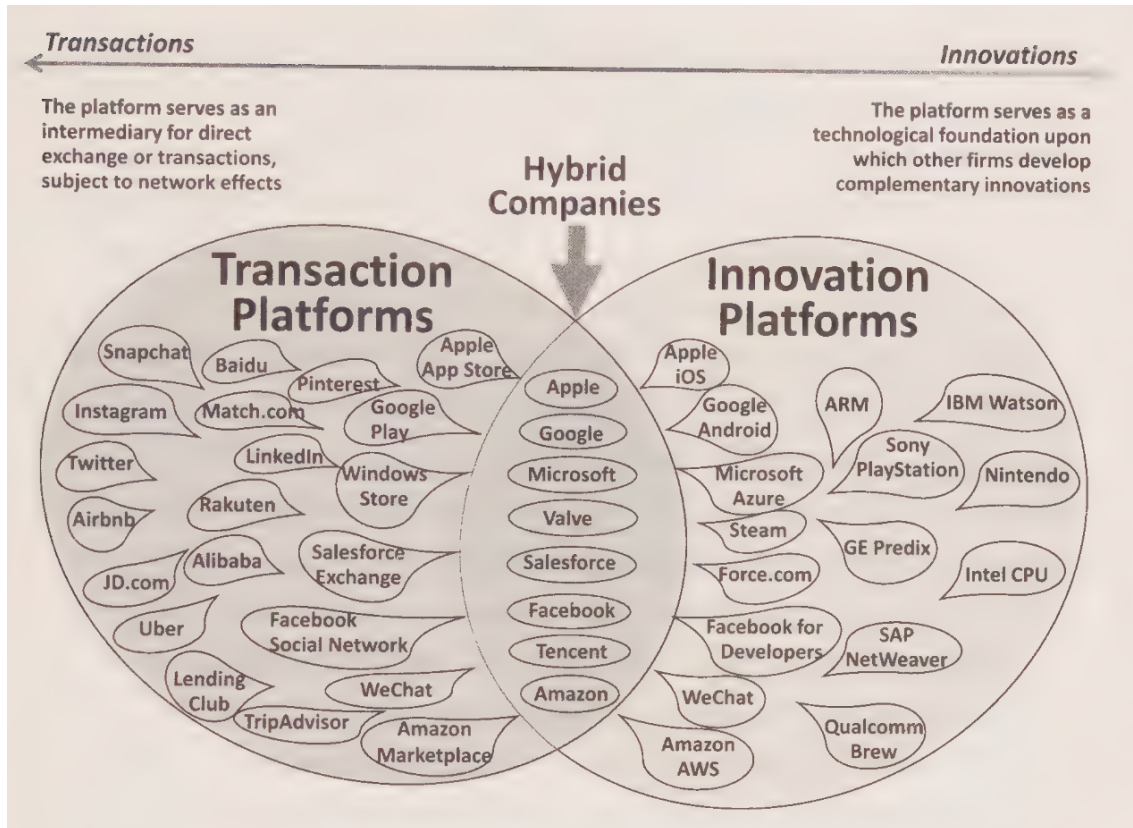 Transactions
Innovations
The platform serves as an
intermediary for direct
exchange or transactions,
subject to network effects
The platform serves as a
technological foundation upon
which other firms develop
complementary innovations
Hybrid
Companies
Transaction
Platforms
Innovation
Platforms
Snapchat
Baidu
Pinterest
Apple
App Store
Instagram
Match.com
Google
Play
Twitter
LinkedIn
Windows
Store
Airbnb
Rakuten
JD.com
Alibaba
Salesforce
Exchange
Uber
Facebook
Social Network
Lending
Club
WeChat
TripAdvisor
Amazon
Marketplace
Apple
Google
Microsoft
Valve
Salesforce
Facebook
Tencent
Amazon
Apple
iOS
Google
Android
ARM
IBM Watson
Microsoft
Azure
Sony
PlayStation
Nintendo
Steam
GE Predix
Force.com
Intel CPU
Facebook for
Developers
SAP
NetWeaver
WeChat
Amazon
AWS
Qualcomm
Brew